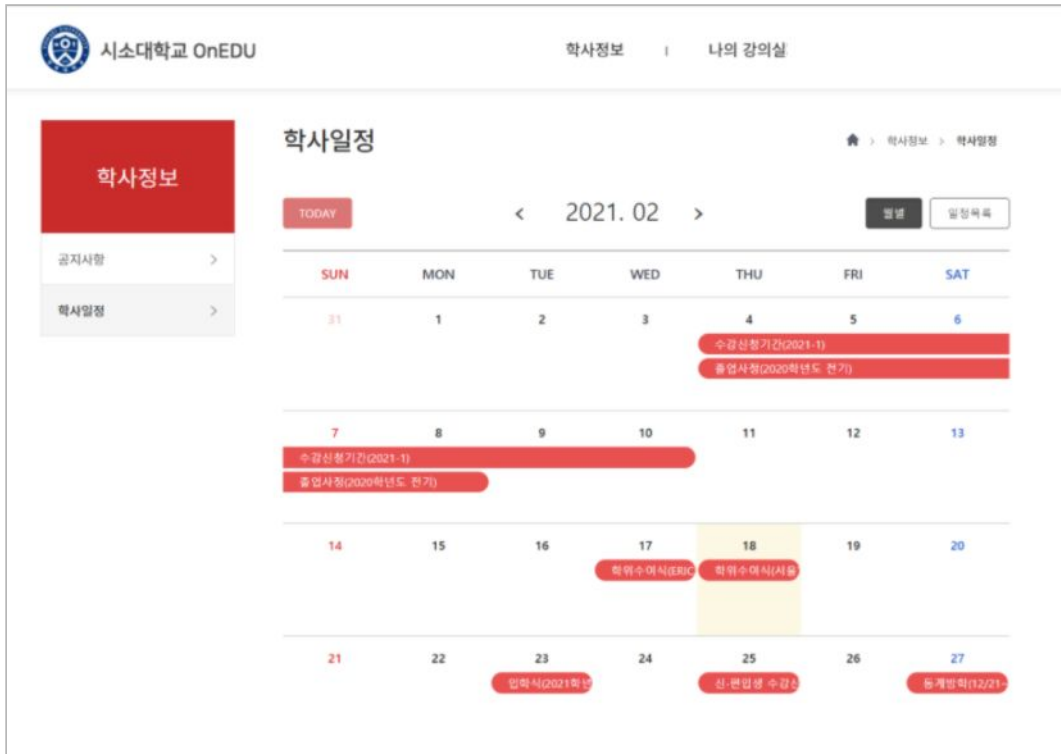 시소대학교 OnEDU
학사정보 | 나의 강의실
학사정보
공지사항 >
학사일정 >
학사일정
> 학사정보 > 학사일정
TODAY
< 2021. 02 >
월별 일정목록
SUN MON TUE WED THU FRI SAT
31 1 2 3 4 5 6
수강신청기간(2021-1)
졸업사정(2020학년도 전기)
7 8 9 10 11 12 13
수강신청기간(2021-1)
졸업사정(2020학년도 전기)
14 15 16 17 18 19 20
학위수여식(ERIC 학위수여식(서울
21 22 23 24 25 26 27
입학식(2021학년 신·편입생 수강신 동계방학(12/21~